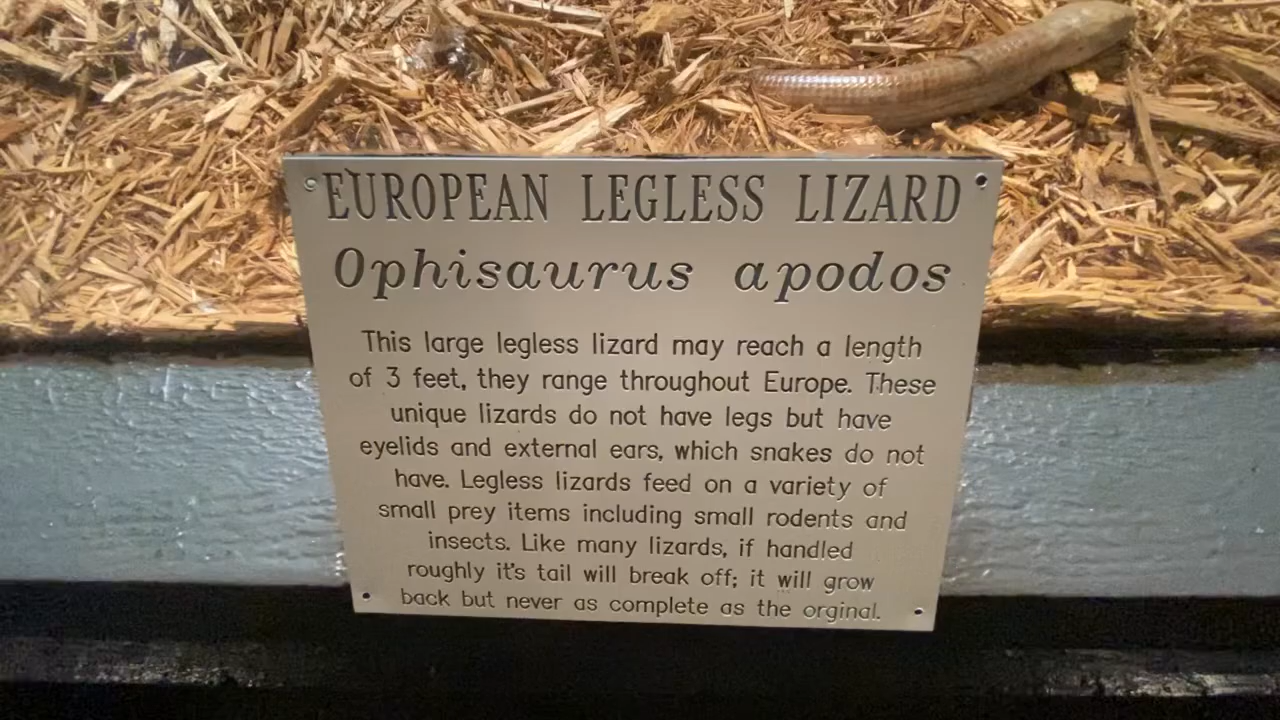 EUROPEAN LEGLESS LIZARD
Ophisaurus apodos
This large legless lizard may reach a length
of 3 feet, they range throughout Europe. These
unique lizards do not have legs but have
eyelids and external ears, which snakes do not
have. Legless lizards feed on a variety of
small prey items including small rodents and
insects. Like many lizards, if handled
roughly it's tail will break off; it will grow
back but never as complete as the orginal.